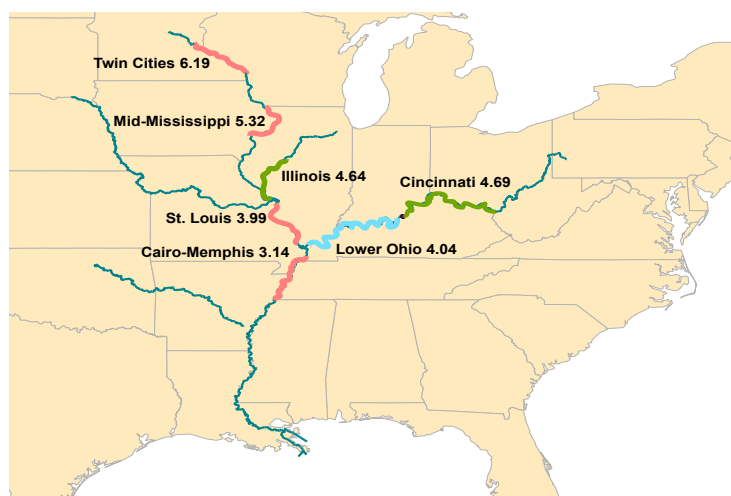 Twin Cities 6.19
Mid-Mississippi 5.32
Illinois 4.64
Cincinnati 4.69
St. Louis 3.99
Cairo-Memphis 3.14
Lower Ohio 4.04